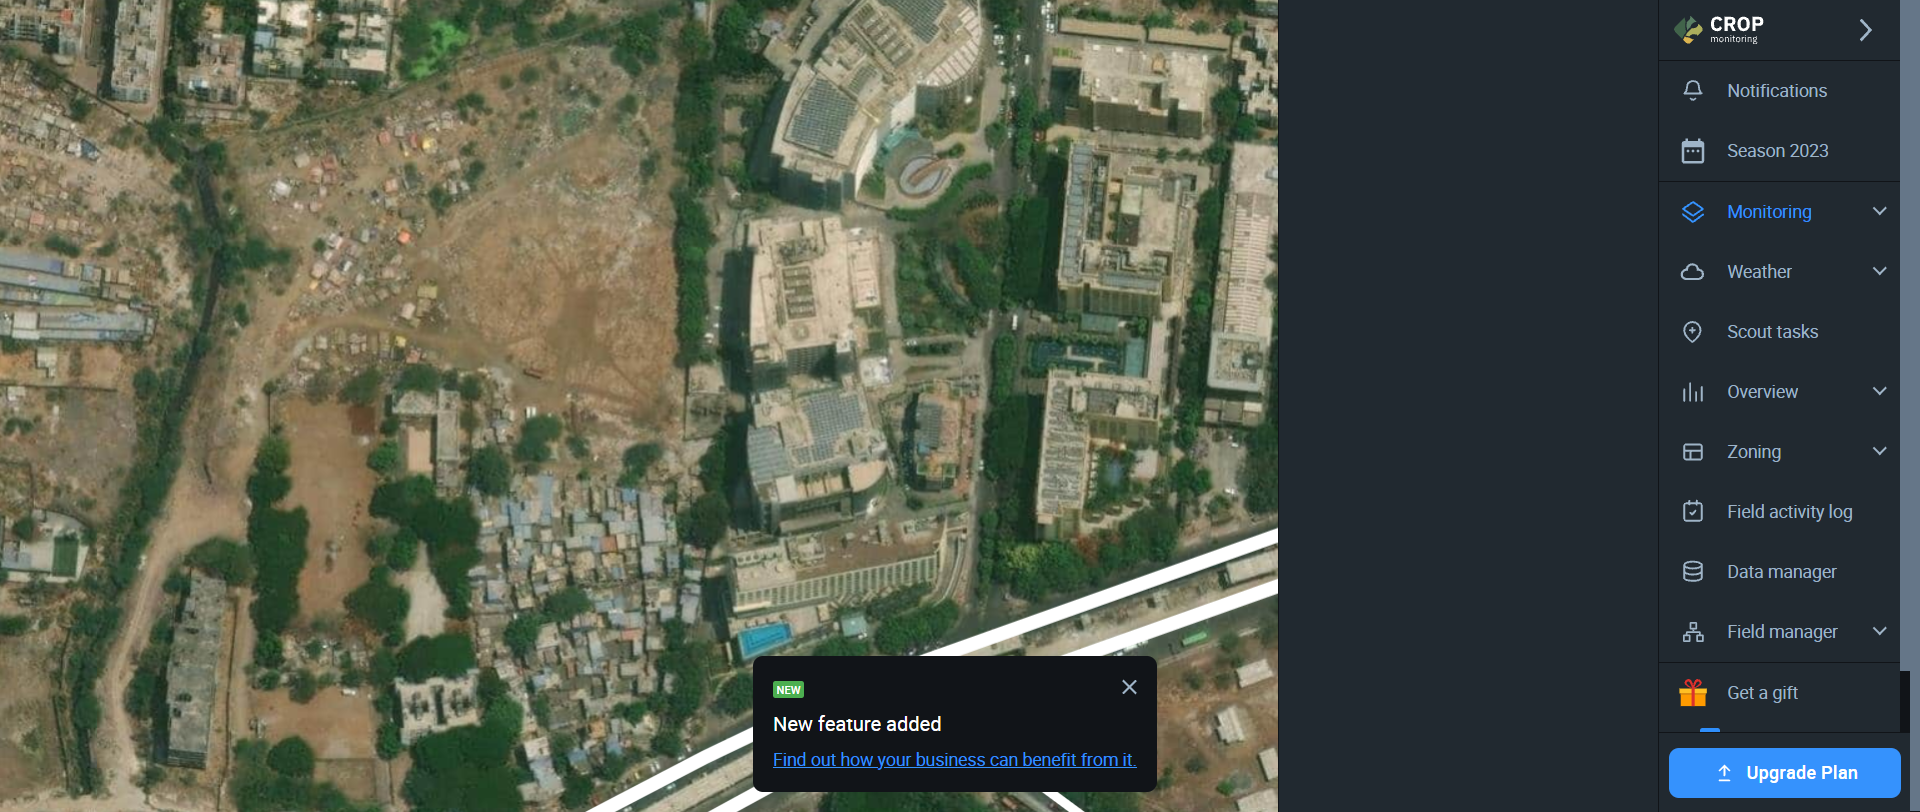 CROP
monitoring
Notifications
Season 2023
Monitoring
Weather
Scout tasks
Overview
Zoning
Field activity log
Data manager
Field manager
Get a gift
Upgrade Plan
NEW
New feature added
Find out how your business can benefit from it.